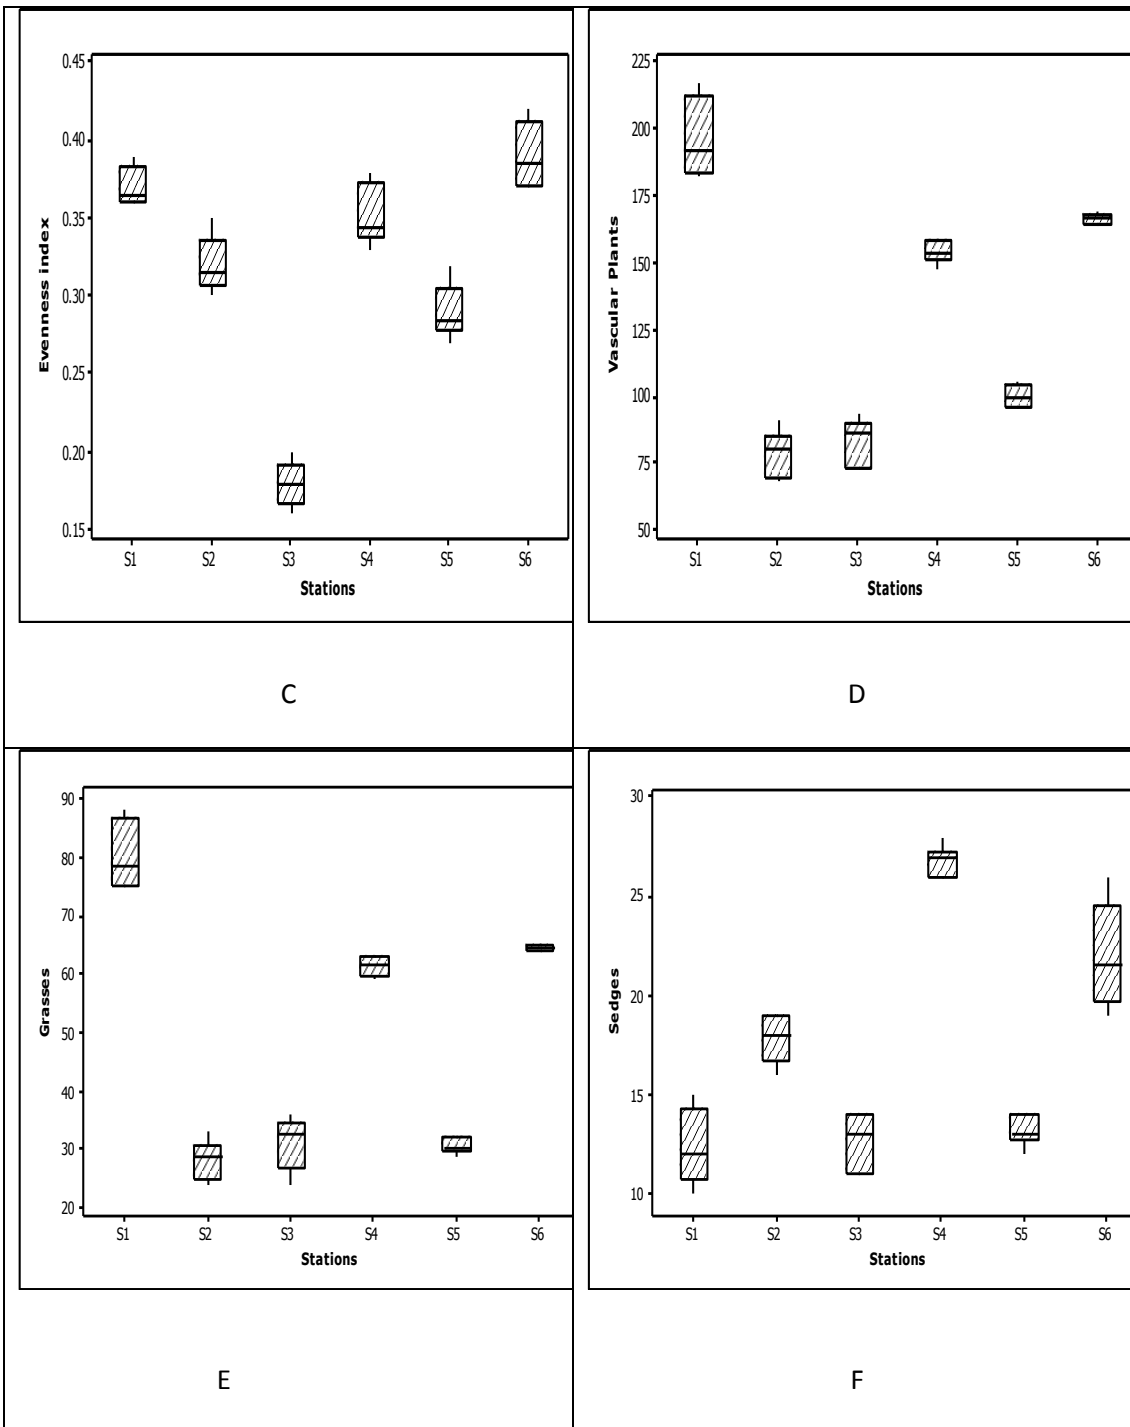 Evenness index
0.45
0.40
0.35
0.30
0.25
0.20
0.15
S1 S2 S3 S4 S5 S6
Stations
C
Vascular Plants
225
200
175
150
125
100
75
50
S1 S2 S3 S4 S5 S6
Stations
D
Grasses
90
80
70
60
50
40
30
20
S1 S2 S3 S4 S5 S6
Stations
E
Sedges
30
25
20
15
10
S1 S2 S3 S4 S5 S6
Stations
F